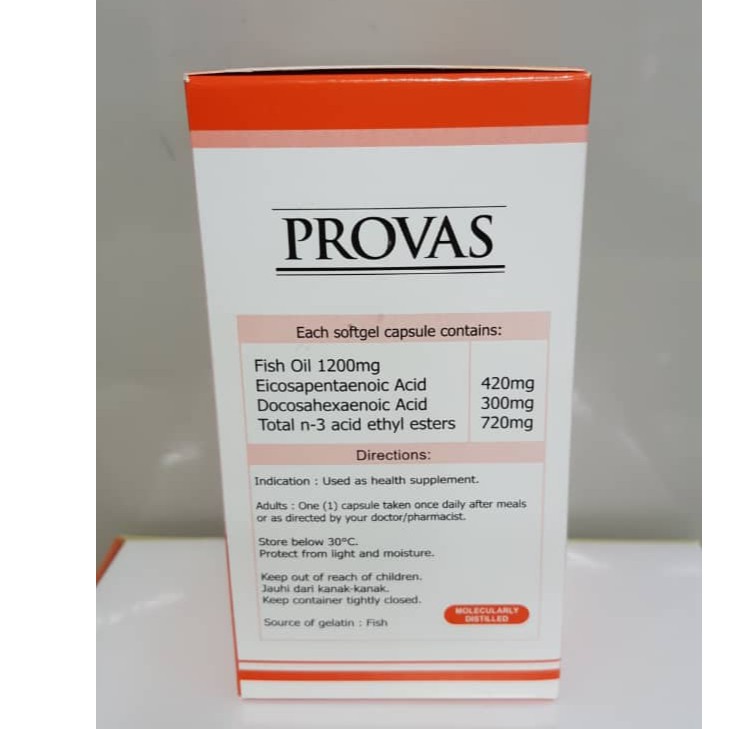 PROVAS
Each softgel capsule contains:
Fish Oil 1200mg
Eicosapentaenoic Acid 420mg
Docosahexaenoic Acid 300mg
Total n-3 acid ethyl esters 720mg
Directions:
Indication : Used as health supplement.
Adults : One (1) capsule taken once daily after meals
or as directed by your doctor/pharmacist.
Store below 30°C.
Protect from light and moisture.
Keep out of reach of children.
Jauhi dari kanak-kanak.
Keep container tightly closed.
Source of gelatin : Fish
MOLECULARLY
DISTILLED